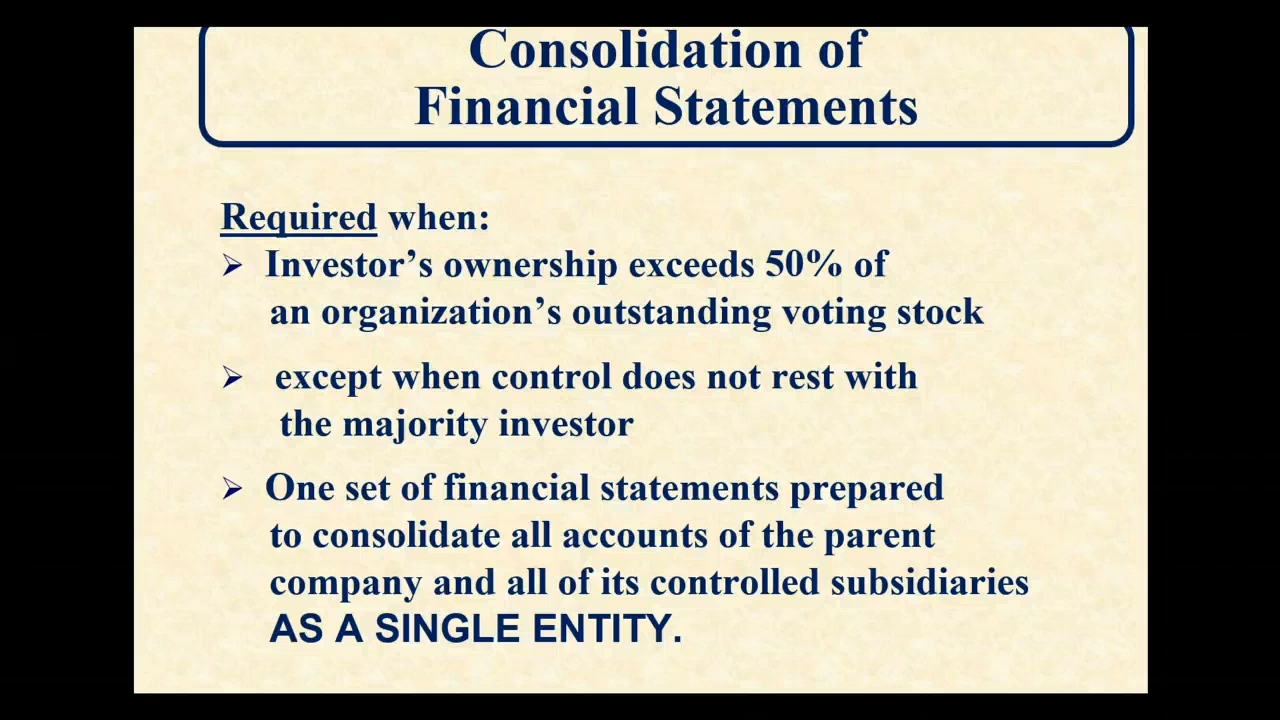 Consolidation of
Financial Statements
Required when:
➢ Investor’s ownership exceeds 50% of
an organization’s outstanding voting stock
➢ except when control does not rest with
the majority investor
➢ One set of financial statements prepared
to consolidate all accounts of the parent
company and all of its controlled subsidiaries
AS A SINGLE ENTITY.